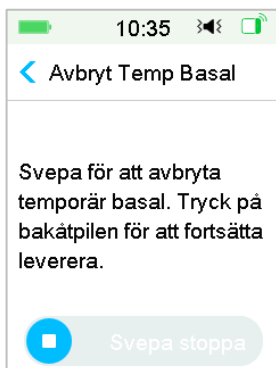 10:35
Avbryt Temp Basal
Svepa för att avbryta
temporär basal. Tryck på
bakåtpilen för att fortsätta
leverera.
Svepa stoppa